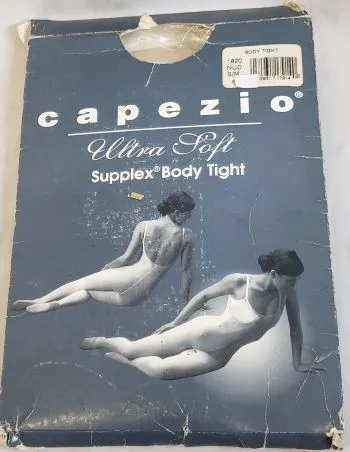 BODY TIGHT
1820
NUD
S/M
capezio®
Ultra Soft
Supplex® Body Tight